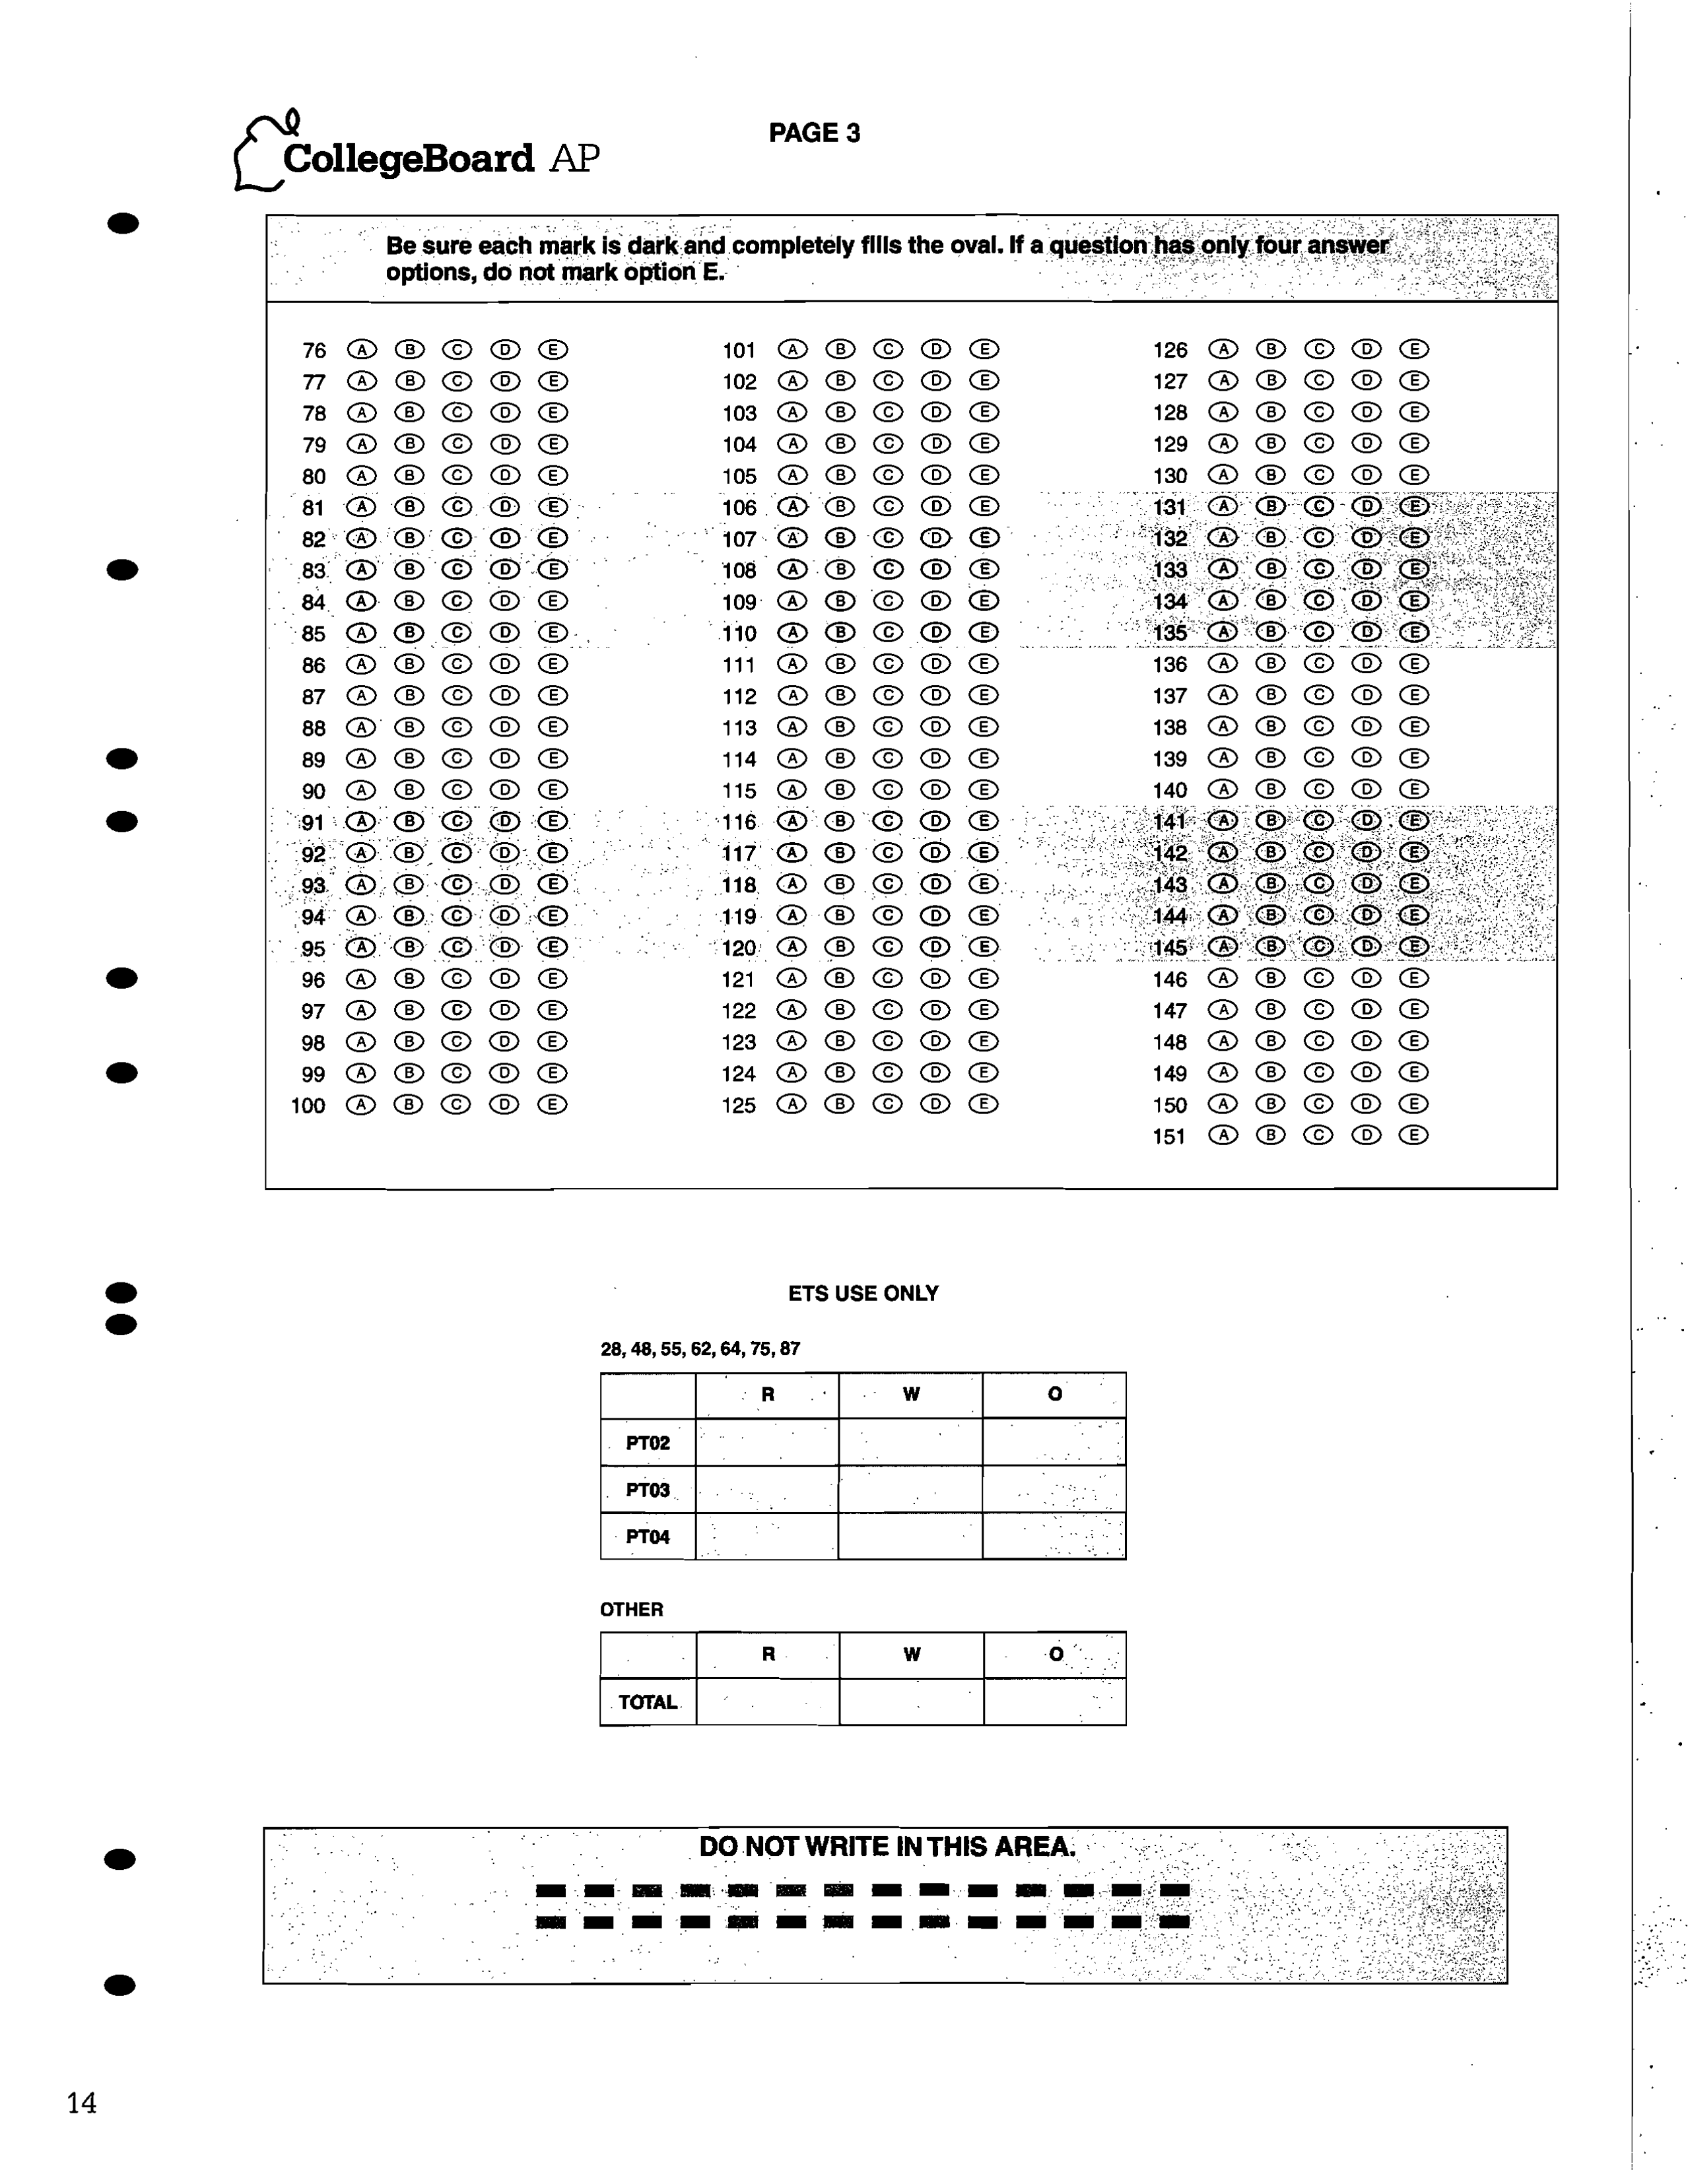 CollegeBoard AP
PAGE 3
Be sure each mark is dark and completely fills the oval. If a question has only four answer
options, do not mark option E.
76 A B C D E
77 A B C D E
78 A B C D E
79 A B C D E
80 A B C D E
81 A B C D E
82 A B C D E
83 A B C D E
84 A B C D E
85 A B C D E
86 A B C D E
87 A B C D E
88 A B C D E
89 A B C D E
90 A B C D E
91 A B C D E
92 A B C D E
93 A B C D E
94 A B C D E
95 A B C D E
96 A B C D E
97 A B C D E
98 A B C D E
99 A B C D E
100 A B C D E
101 A B C D E
102 A B C D E
103 A B C D E
104 A B C D E
105 A B C D E
106 A B C D E
107 A B C D E
108 A B C D E
109 A B C D E
110 A B C D E
111 A B C D E
112 A B C D E
113 A B C D E
114 A B C D E
115 A B C D E
116 A B C D E
117 A B C D E
118 A B C D E
119 A B C D E
120 A B C D E
121 A B C D E
122 A B C D E
123 A B C D E
124 A B C D E
125 A B C D E
126 A B C D E
127 A B C D E
128 A B C D E
129 A B C D E
130 A B C D E
131 A B C D E
132 A B C D E
133 A B C D E
134 A B C D E
135 A B C D E
136 A B C D E
137 A B C D E
138 A B C D E
139 A B C D E
140 A B C D E
141 A B C D E
142 A B C D E
143 A B C D E
144 A B C D E
145 A B C D E
146 A B C D E
147 A B C D E
148 A B C D E
149 A B C D E
150 A B C D E
151 A B C D E
ETS USE ONLY
28, 48, 55, 62, 64, 75, 87
R W O
PT02
PT03
PT04
OTHER
R W O
TOTAL
DO NOT WRITE IN THIS AREA.
14